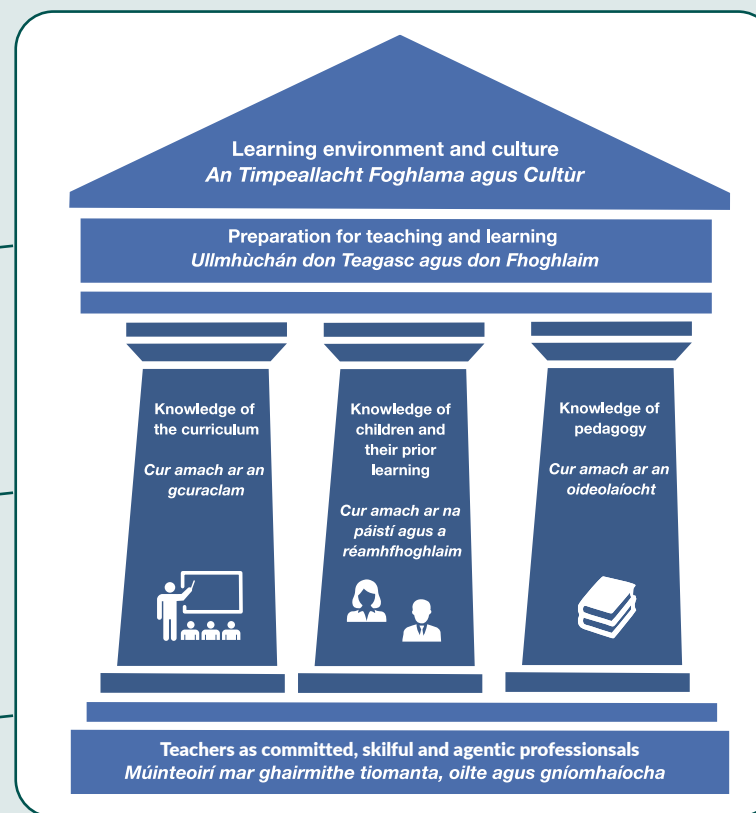 Learning environment and culture
An Timpeallacht Foghlama agus Cultùr
Preparation for teaching and learning
Ullmhùchán don Teagasc agus don Fhoghlaim
Knowledge of
the curriculum
Cur amach ar an
gcuraclam
Knowledge of
children and
their prior
learning
Cur amach ar na
páistí agus a
réamhfhoghlaim
Knowledge of
pedagogy
Cur amach ar an
oideolaíocht
Teachers as committed, skilful and agentic professionsals
Múinteoirí mar ghairmithe tiomanta, oilte agus gníomhaíocha